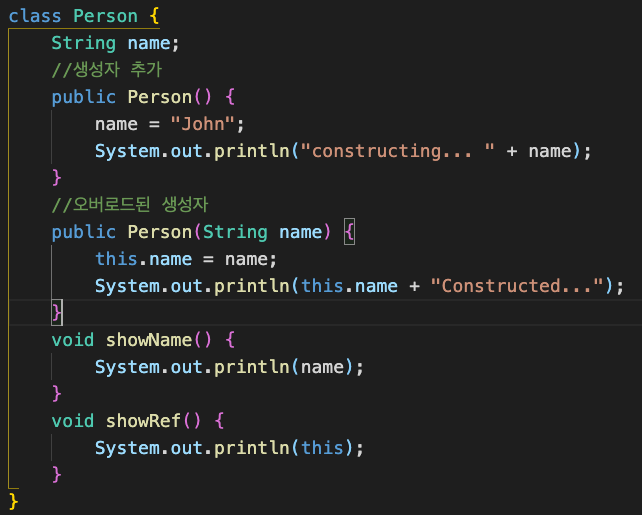 class Person {
String name;
//생성자 추가
public Person() {
name = "John";
System.out.println("constructing... " + name);
}
//오버로드된 생성자
public Person(String name) {
this.name = name;
System.out.println(this.name + "Constructed...");
}
void showName() {
System.out.println(name);
}
void showRef() {
System.out.println(this);
}
}